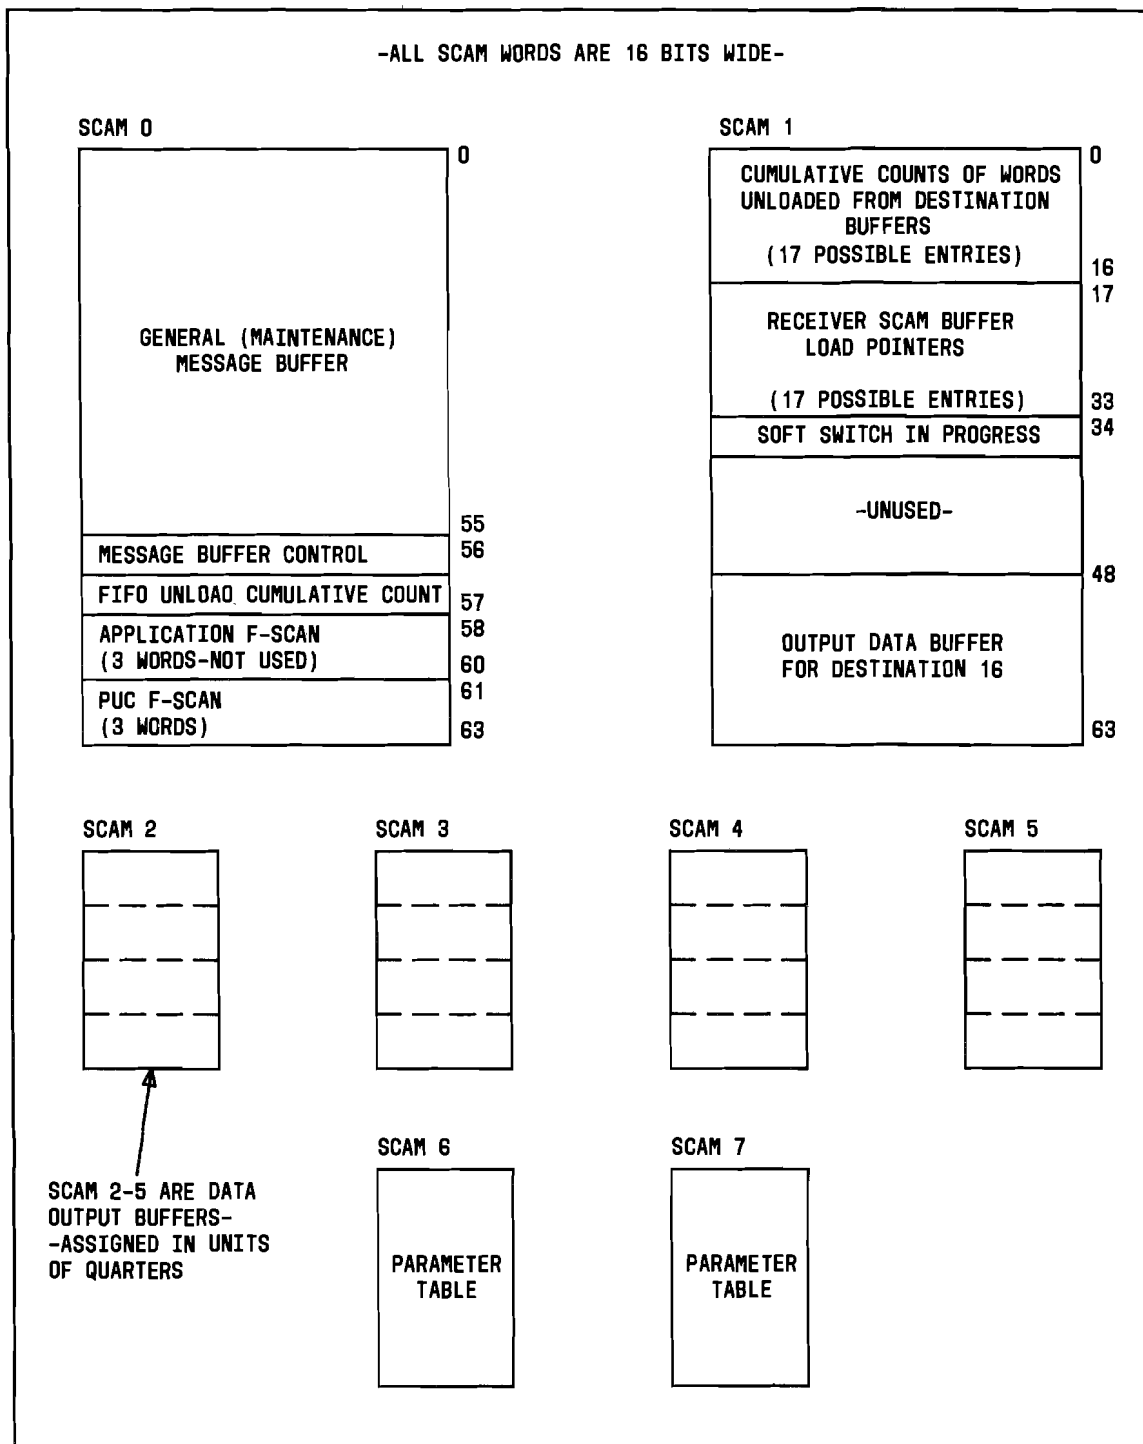 -ALL SCAM WORDS ARE 16 BITS WIDE-
SCAM 0
0
GENERAL (MAINTENANCE)
MESSAGE BUFFER
55
MESSAGE BUFFER CONTROL
56
FIFO UNLOAD CUMULATIVE COUNT
57
APPLICATION F-SCAN
58
(3 WORDS-NOT USED)
60
PUC F-SCAN
61
(3 WORDS)
63
SCAM 1
0
CUMULATIVE COUNTS OF WORDS
UNLOADED FROM DESTINATION
BUFFERS
(17 POSSIBLE ENTRIES)
16
17
RECEIVER SCAM BUFFER
LOAD POINTERS
(17 POSSIBLE ENTRIES)
33
SOFT SWITCH IN PROGRESS
34
-UNUSED-
48
OUTPUT DATA BUFFER
FOR DESTINATION 16
63
SCAM 2
SCAM 3
SCAM 4
SCAM 5
SCAM 2-5 ARE DATA
OUTPUT BUFFERS-
-ASSIGNED IN UNITS
OF QUARTERS
SCAM 6
PARAMETER
TABLE
SCAM 7
PARAMETER
TABLE